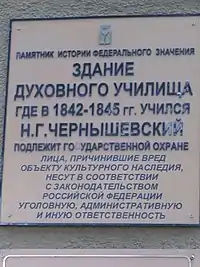 ПАМЯТНИК ИСТОРИИ ФЕДЕРАЛЬНОГО ЗНАЧЕНИЯ
ЗДАНИЕ
ДУХОВНОГО УЧИЛИЩА
ГДЕ В 1842-1845 гг. УЧИЛСЯ
Н.Г.ЧЕРНЫШЕВСКИЙ
ПОДЛЕЖИТ ГО УДАРСТВЕННОЙ ОХРАНЕ
ЛИЦА, ПРИЧИНИВШИЕ ВРЕД
ОБЪЕКТУ КУЛЬТУРНОГО НАСЛЕДИЯ,
НЕСУТ В СООТВЕТСТВИИ
С ЗАКОНОДАТЕЛЬСТВОМ
РОССИЙСКОЙ ФЕДЕРАЦИИ
УГОЛОВНУЮ, АДМИНИСТРАТИВНУЮ
И ИНУЮ ОТВЕТСТВЕННОСТЬ